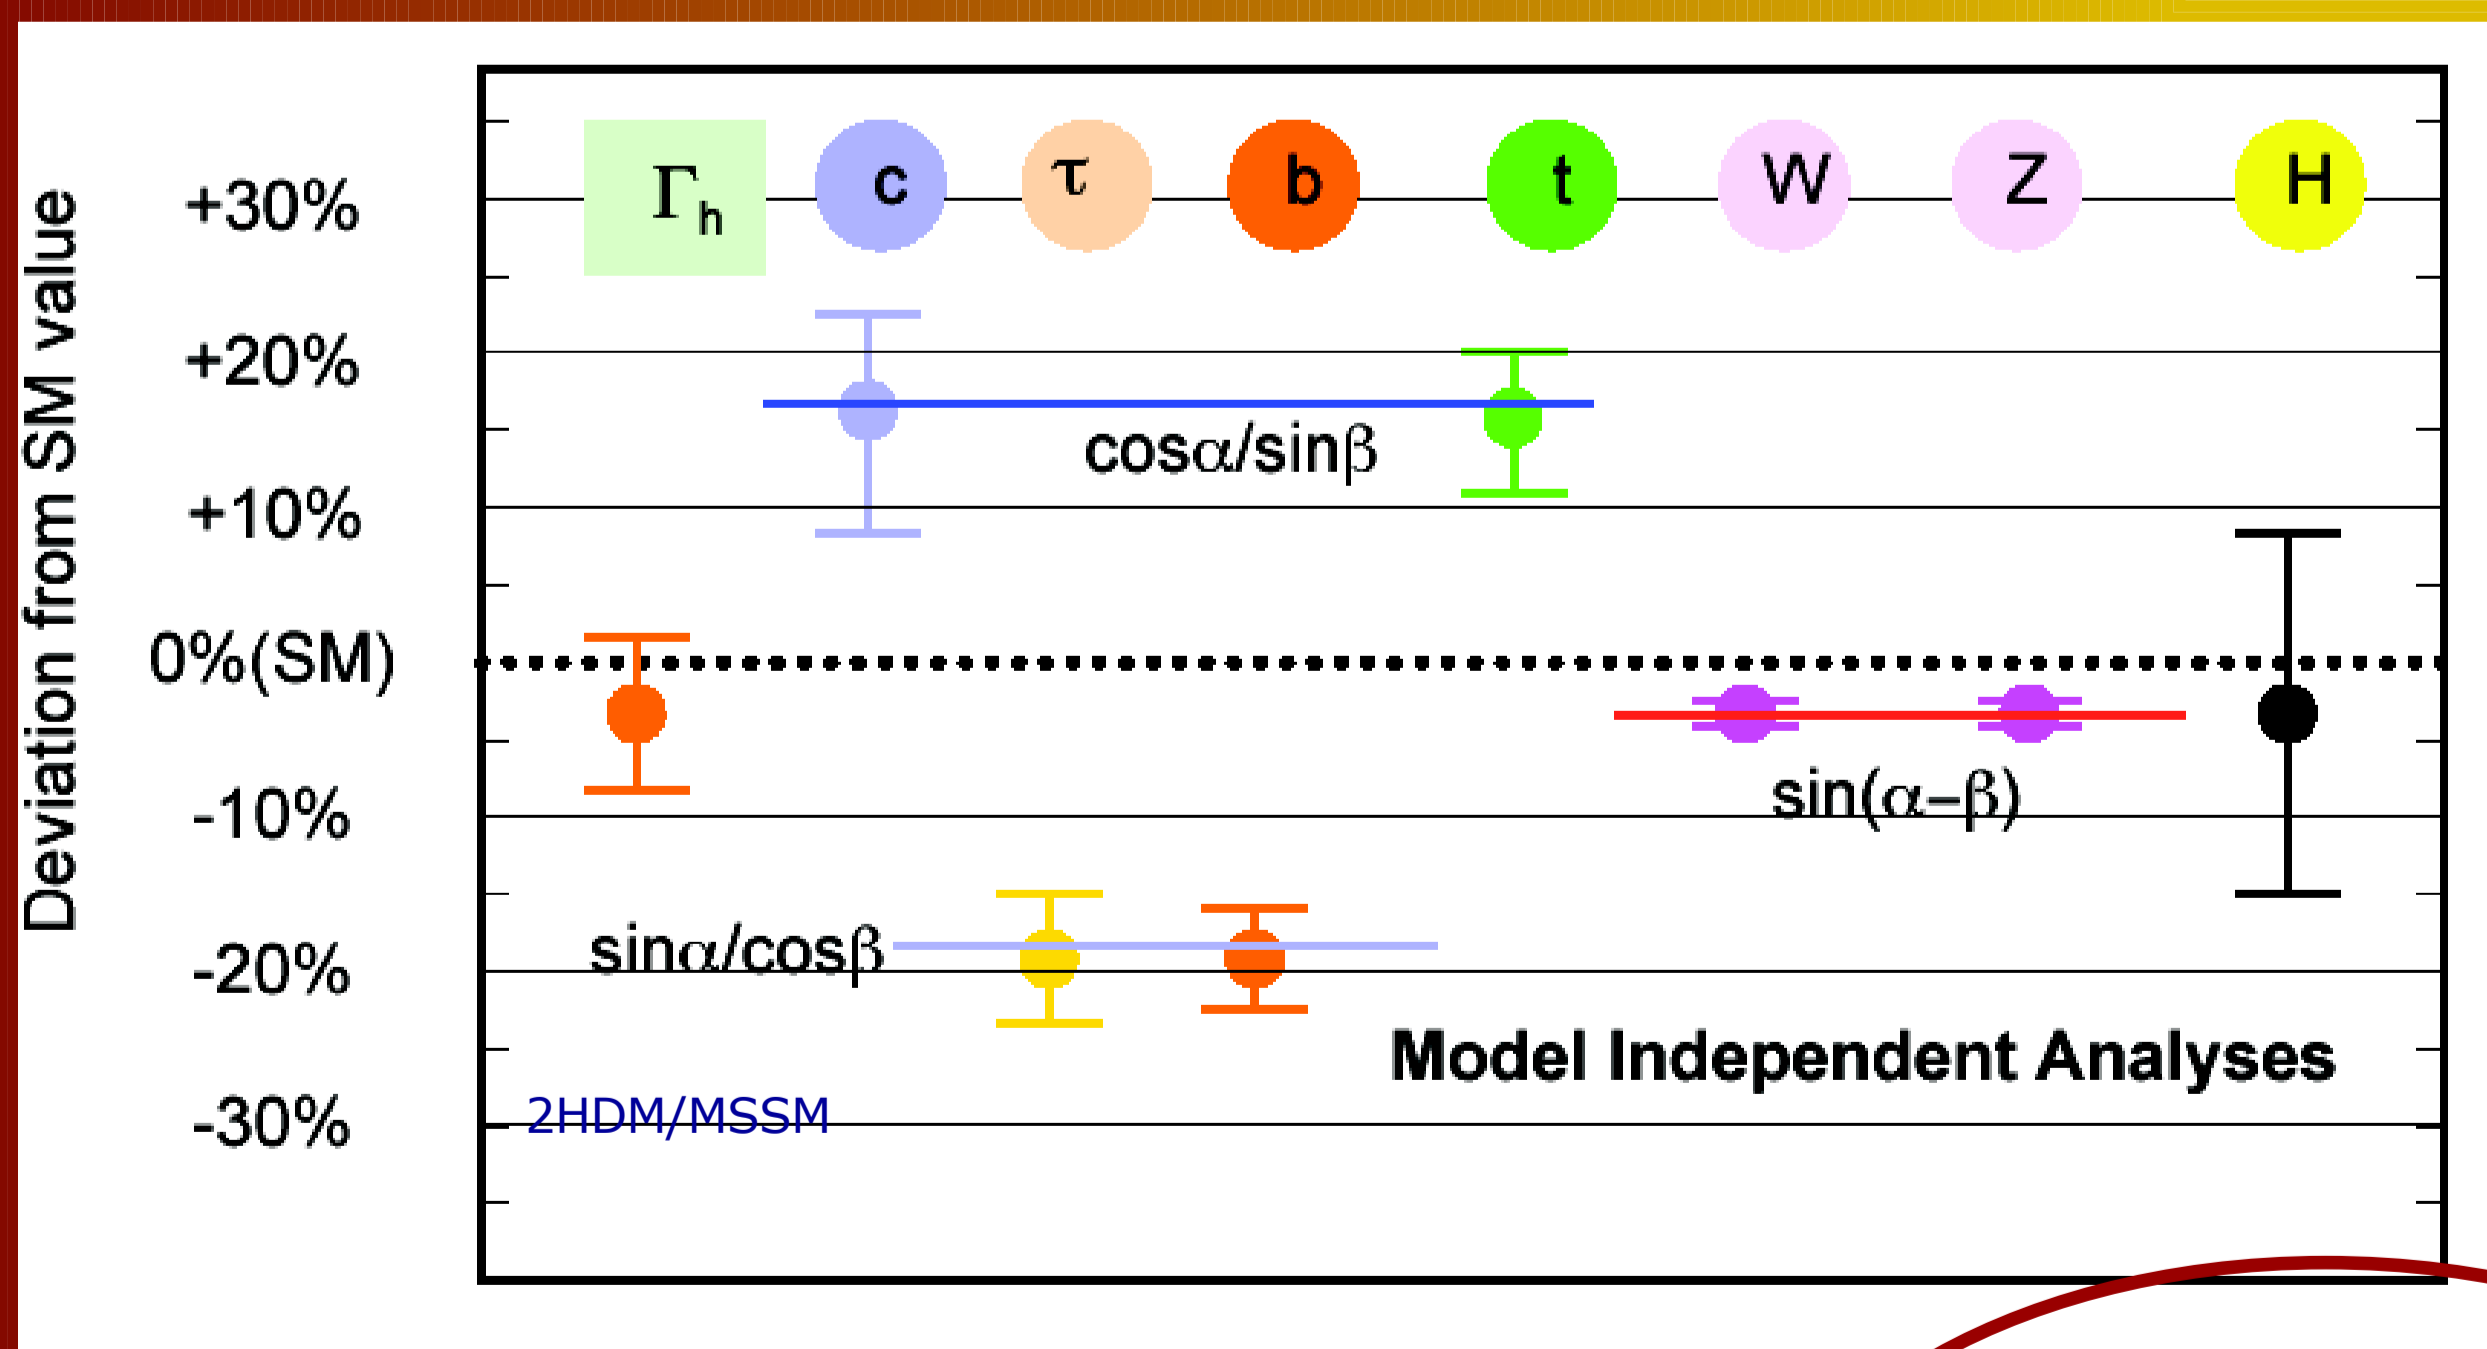 Deviation from SM value
+30%
+20%
+10%
0%(SM)
-10%
-20%
-30%
Γh c τ b t W Z H
cosα/sinβ
sin(α−β)
sinα/cosβ
Model Independent Analyses
2HDM/MSSM